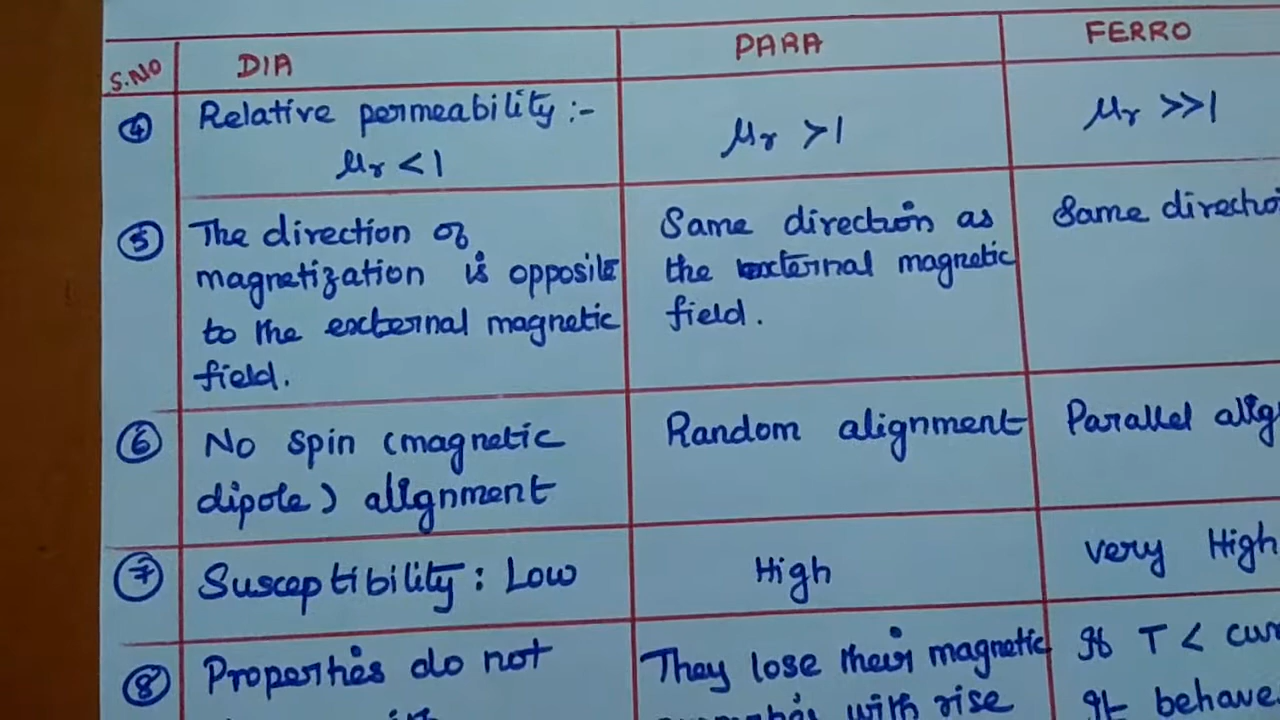 S.NO DIA PARA FERRO
④ Relative permeability :-
μr < 1
μr > 1
μr >> 1
⑤ The direction of
magnetization is opposite
to the external magnetic
field.
Same direction as
the external magnetic
field.
Same directio
⑥ No spin (magnetic
dipole) alignment
Random alignment
Parallel alig
⑦ Susceptibility : Low
High
very High
⑧ Properties do not
They lose their magnetic
with rise
If T < cur
It behave